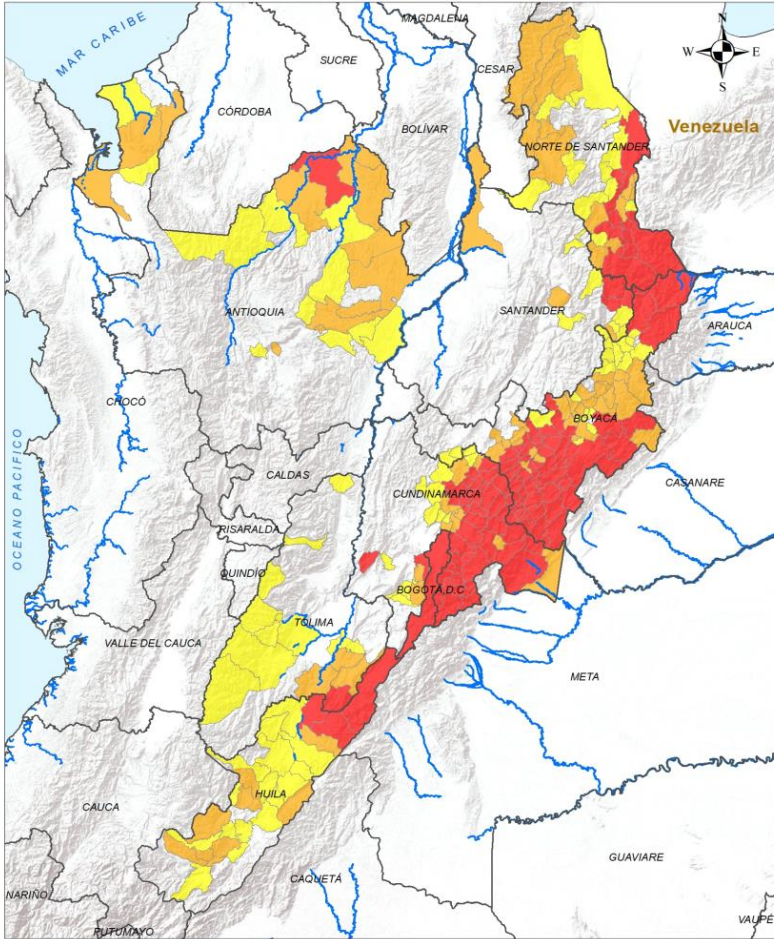 MAGDALENA
N
MAR CARIBE
W
E
SUCRE
CESAR
S
CÓRDOBA
BOLÍVAR
Venezuela
NORTE DE SANTANDER
ANTIOQUIA
SANTANDER
ARAUCA
CHOCÓ
BOYACÁ
OCEANO PACIFICO
CALDAS
CUNDINAMARCA
CASANARE
RISARALDA
QUINDÍO
BOGOTÁ, D.C
TOLIMA
VALLE DEL CAUCA
META
HUILA
CAUCA
GUAVIARE
CAQUETÁ
NARIÑO
VAUPÉ
PUTUMAYO